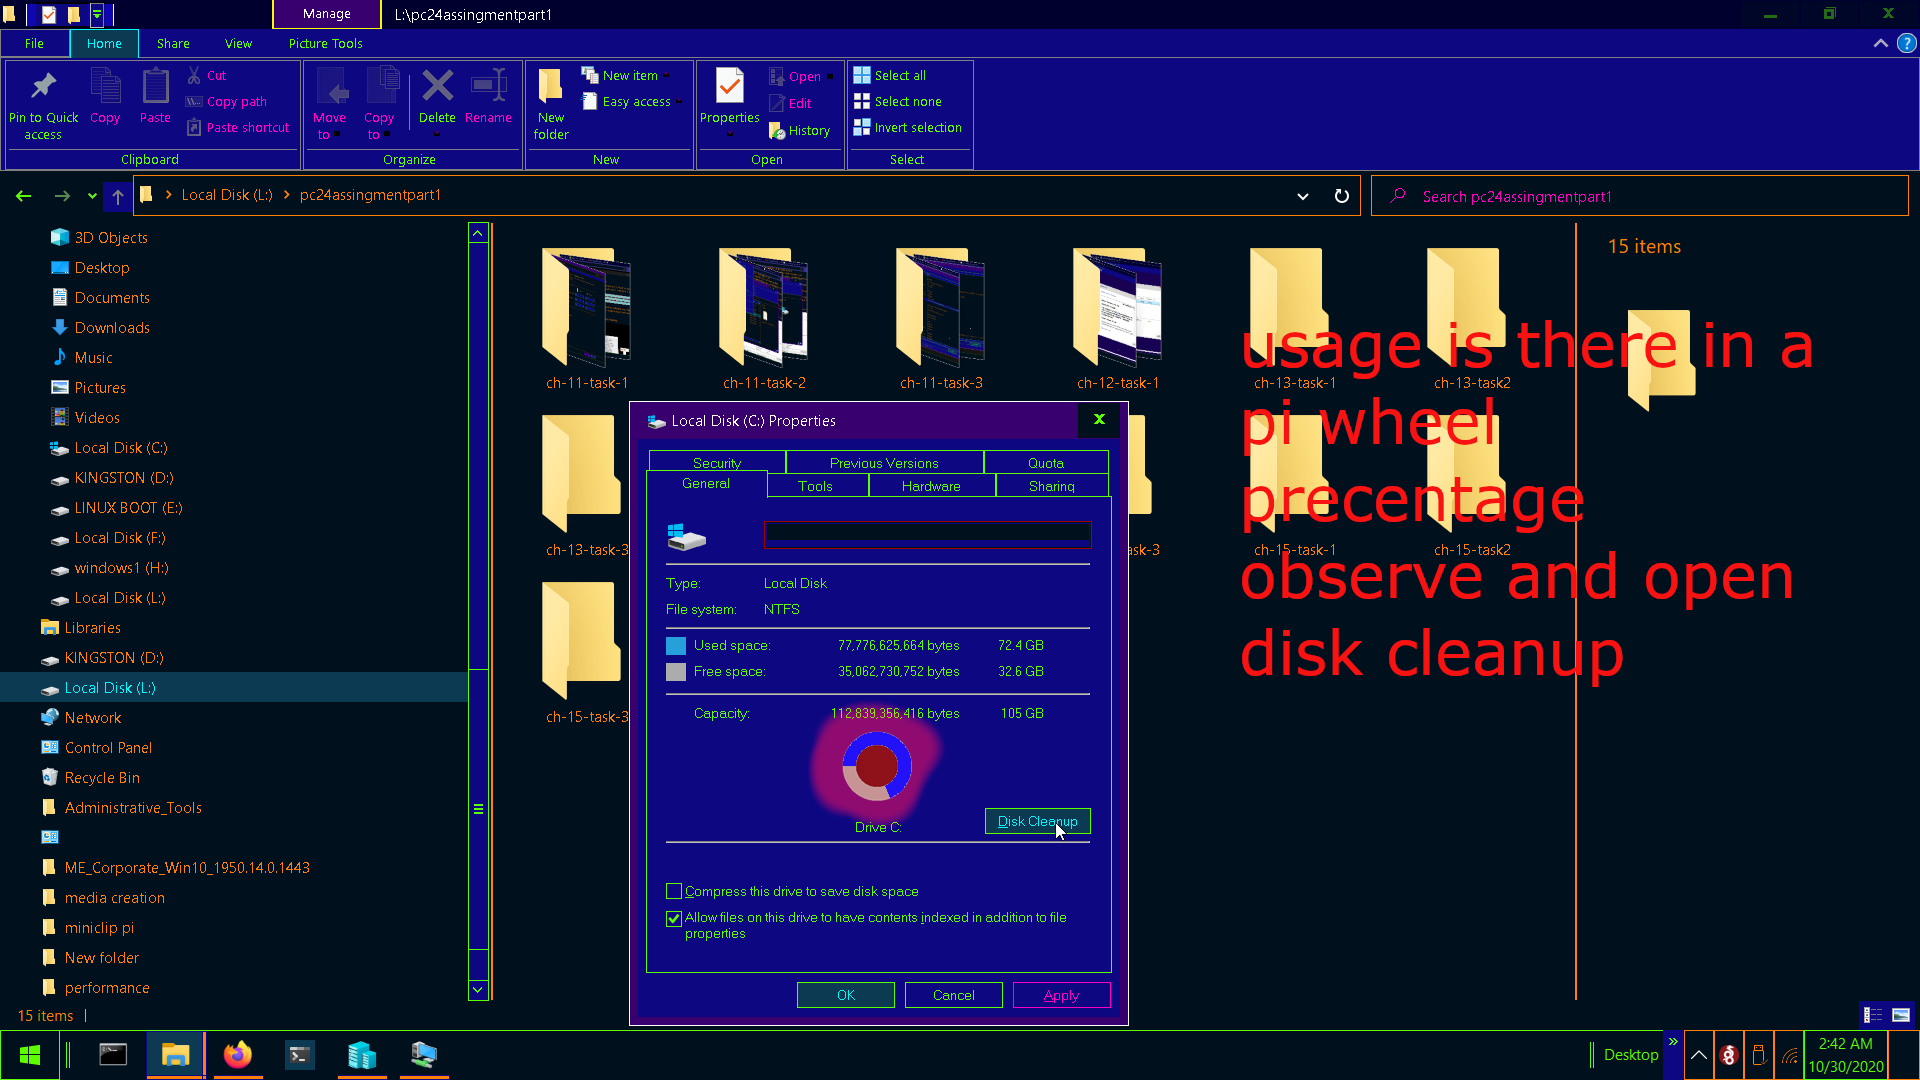 Manage
L:\pc24assingmentpart1
File
Home
Share
View
Picture Tools
Pin to Quick
access
Copy
Paste
Cut
Copy path
Paste shortcut
Clipboard
Move
to
Copy
to
Delete
Rename
Organize
New
folder
New item
Easy access
New
Properties
Open
Edit
History
Open
Select all
Select none
Invert selection
Select
Local Disk (L:)
pc24assingmentpart1
Search pc24assingmentpart1
3D Objects
Desktop
Documents
Downloads
Music
Pictures
Videos
Local Disk (C:)
KINGSTON (D:)
LINUX BOOT (E:)
Local Disk (F:)
windows1 (H:)
Local Disk (L:)
Libraries
KINGSTON (D:)
Local Disk (L:)
Network
Control Panel
Recycle Bin
Administrative_Tools
ME_Corporate_Win10_1950.14.0.1443
media creation
miniclip pi
New folder
performance
15 items
ch-11-task-1
ch-11-task-2
ch-11-task-3
ch-12-task-1
ch-13-task-1
ch-13-task2
ch-13-task-3
ask-3
ch-15-task-1
ch-15-task2
ch-15-task-3
15 items
usage is there in a
pi wheel
precentage
observe and open
disk cleanup
Local Disk (C:) Properties
x
Security
Previous Versions
Quota
General
Tools
Hardware
Sharing
Type: Local Disk
File system: NTFS
Used space: 77,776,625,664 bytes 72.4 GB
Free space: 35,062,730,752 bytes 32.6 GB
Capacity: 112,839,356,416 bytes 105 GB
Drive C:
Disk Cleanup
Compress this drive to save disk space
Allow files on this drive to have contents indexed in addition to file
properties
OK
Cancel
Apply
Desktop
2:42 AM
10/30/2020